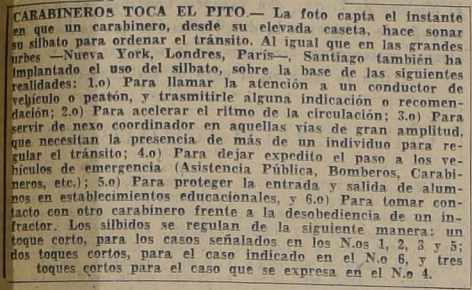 CARABINEROS TOCA EL PITO.— La foto capta el instante
en que un carabinero, desde su elevada caseta, hace sonar
su silbato para ordenar el tránsito. Al igual que en las grandes
urbes —Nueva York, Londres, París—, Santiago también ha
implantado el uso del silbato, sobre la base de las siguientes
realidades: 1.o) Para llamar la atención a un conductor de
vehículo o peatón, y trasmitirle alguna indicación o recomen-
dación; 2.o) Para acelerar el ritmo de la circulación; 3.o) Para
servir de nexo coordinador en aquellas vías de gran amplitud,
que necesitan la presencia de más de un individuo para re-
gular el tránsito; 4.o) Para dejar expedito el paso a los ve-
hículos de emergencia (Asistencia Pública, Bomberos, Carabi-
neros, etc.); 5.o) Para proteger la entrada y salida de alum-
nos en establecimientos educacionales, y 6.o) Para tomar con-
tacto con otro carabinero frente a la desobediencia de un in-
fractor. Los silbidos se regulan de la siguiente manera: un
toque corto, para los casos señalados en los N.os 1, 2, 3 y 5;
dos toques cortos, para el caso indicado en el N.o 6, y tres
toques cortos para el caso que se expresa en el N.o 4.